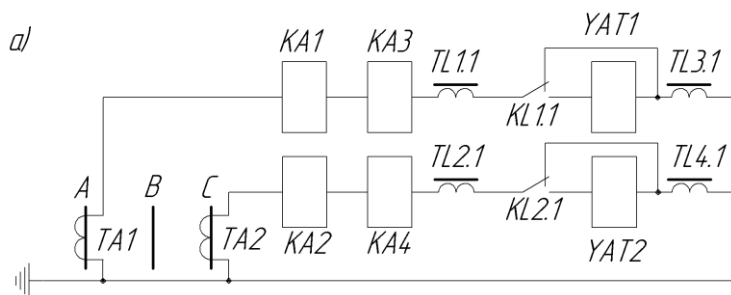 а)
KA1 KA3 YAT1
TL1.1 TL3.1
KL1.1
A B C TL2.1 TL4.1
TA1 TA2 KA2 KA4 KL2.1 YAT2